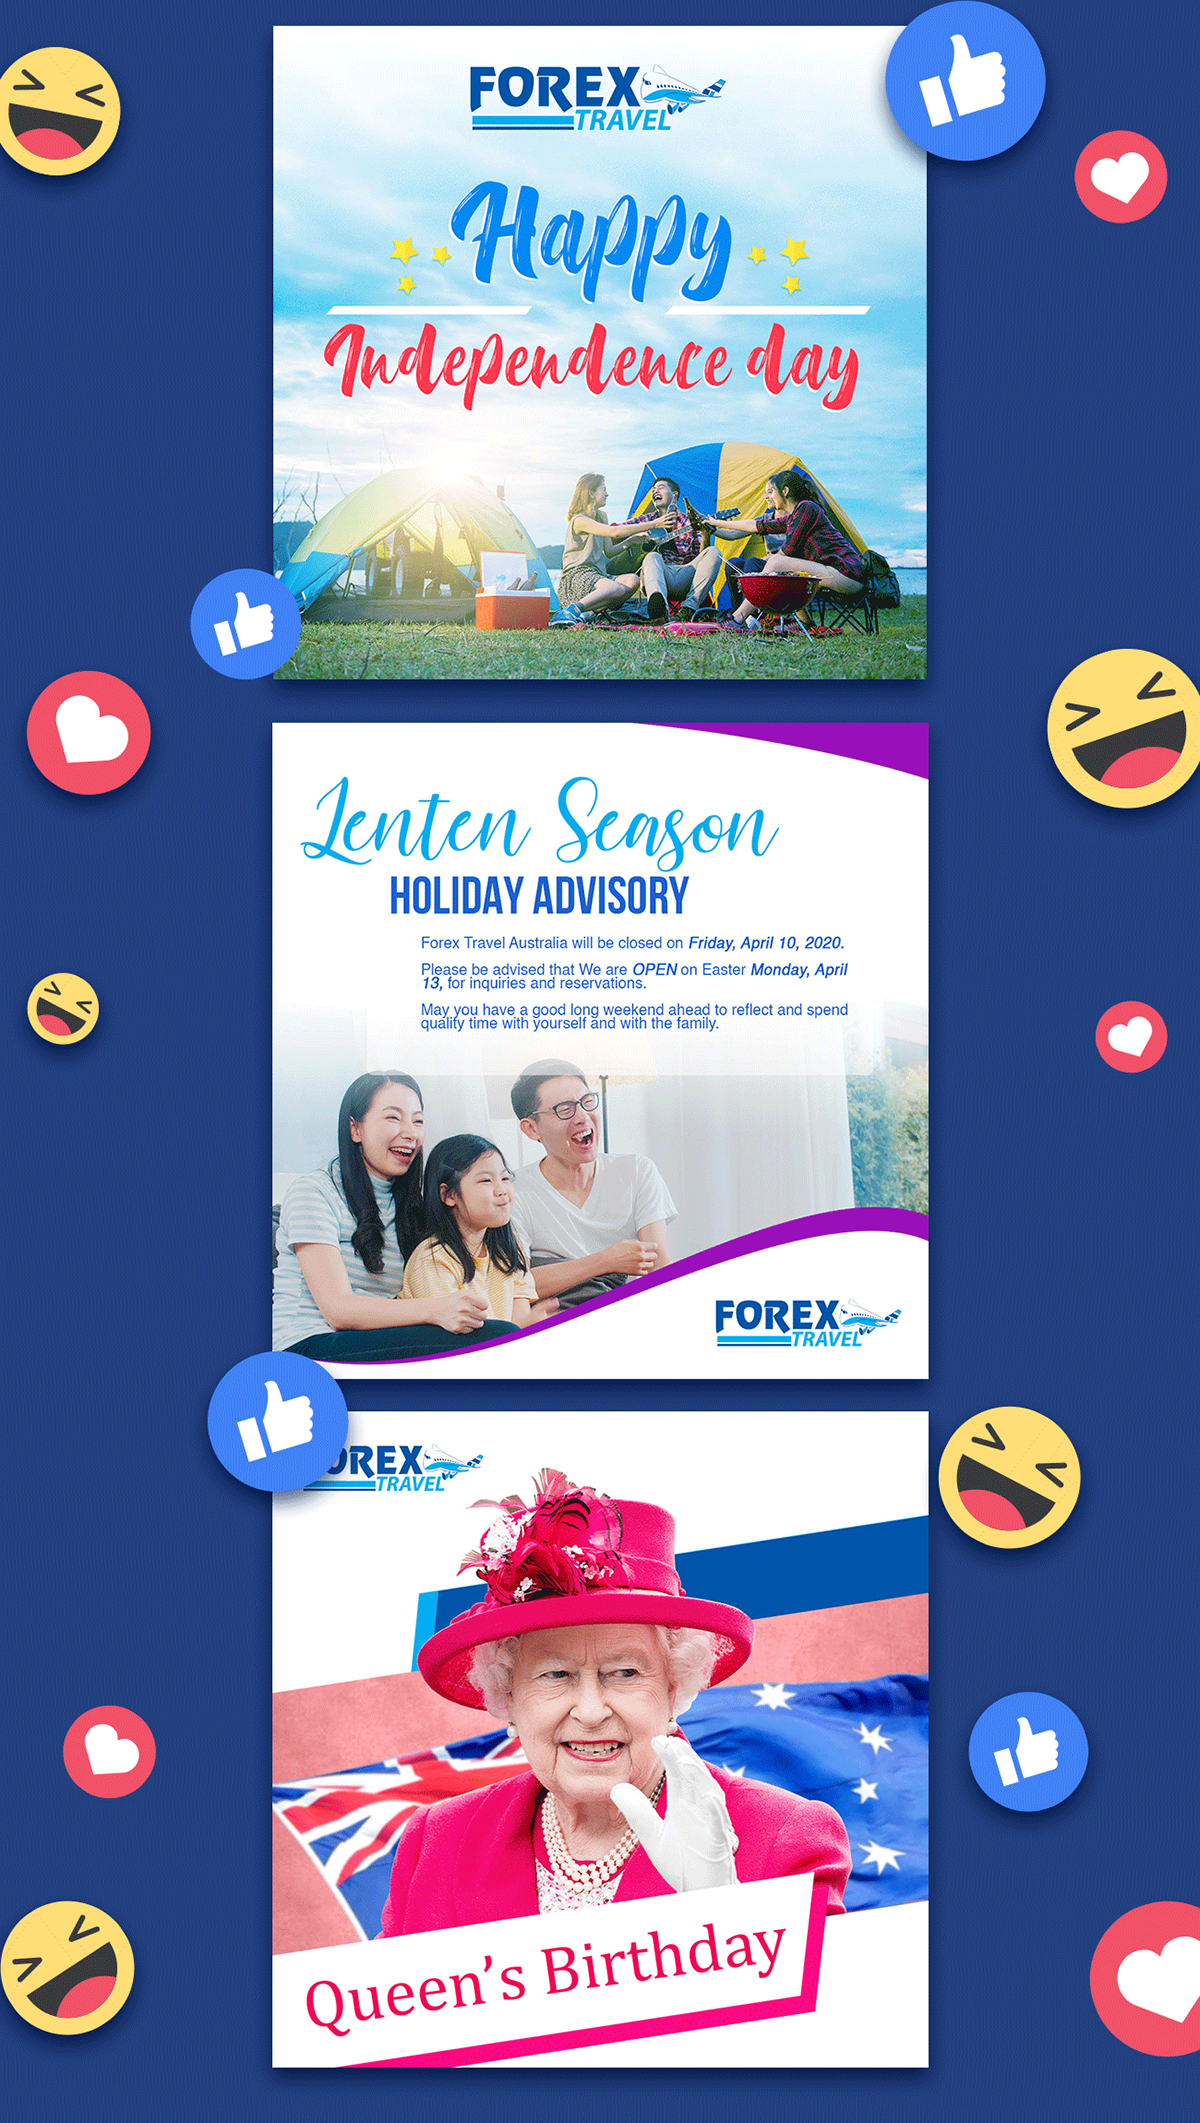 FOREX
TRAVEL
Happy
Independence day
Lenten Season
HOLIDAY ADVISORY
Forex Travel Australia will be closed on Friday, April 10, 2020.
Please be advised that We are OPEN on Easter Monday, April
13, for inquiries and reservations.
May you have a good long weekend ahead to reflect and spend
quality time with yourself and with the family.
FOREX
TRAVEL
OREX
TRAVEL
Queen's Birthday